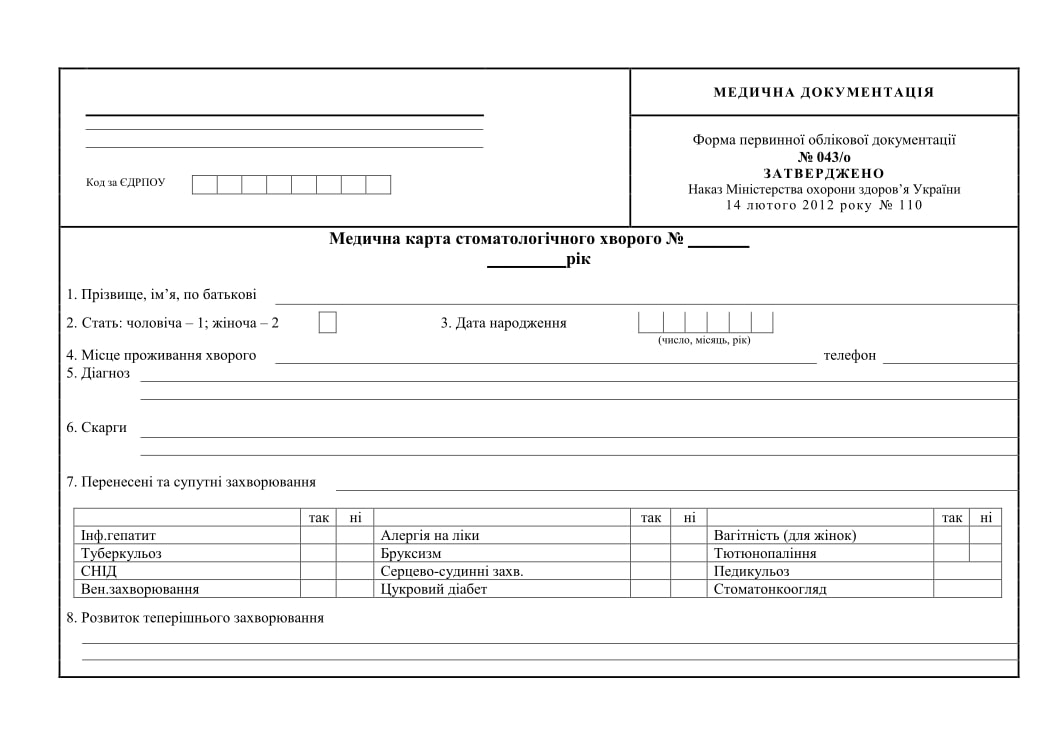 МЕДИЧНА ДОКУМЕНТАЦІЯ
Форма первинної облікової документації
№ 043/о
ЗАТВЕРДЖЕНО
Наказ Міністерства охорони здоров’я України
14 лютого 2012 року № 110
Код за ЄДРПОУ
Медична карта стоматологічного хворого № _______
_________рік
1. Прізвище, ім’я, по батькові
2. Стать: чоловіча – 1; жіноча – 2 3. Дата народження
(число, місяць, рік)
4. Місце проживання хворого телефон
5. Діагноз
6. Скарги
7. Перенесені та супутні захворювання
так ні так ні так ні
Інф.гепатит Алергія на ліки Вагітність (для жінок)
Туберкульоз Бруксизм Тютюнопаління
СНІД Серцево-судинні захв. Педикульоз
Вен.захворювання Цукровий діабет Стоматонкоогляд
8. Розвиток теперішнього захворювання